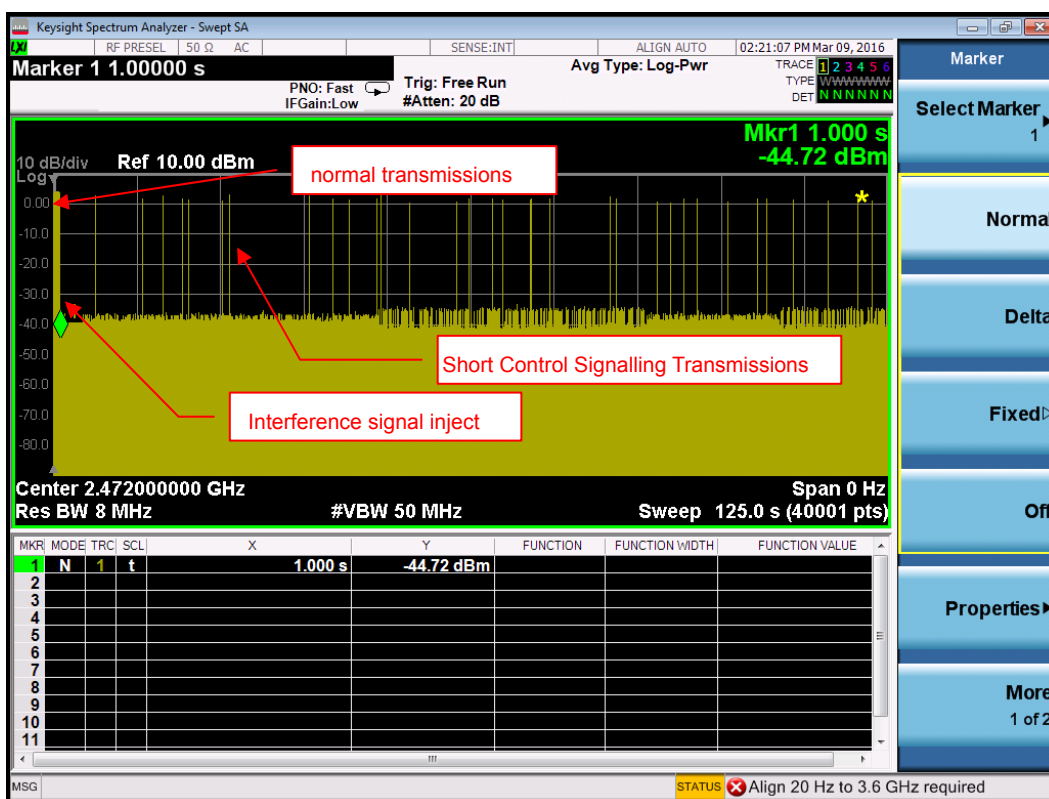 Keysight Spectrum Analyzer - Swept SA
LXI RF PRESEL 50 Ω AC SENSE:INT ALIGN AUTO 02:21:07 PM Mar 09, 2016
Marker 1 1.00000 s
PNO: Fast
IFGain:Low
Trig: Free Run
#Atten: 20 dB
Avg Type: Log-Pwr
TRACE 1 2 3 4 5 6
TYPE WWWWWW
DET N N N N N N
Mkr1 1.000 s
-44.72 dBm
10 dB/div Ref 10.00 dBm
Log
normal transmissions
0.00
-10.0
-20.0
-30.0
-40.0
-50.0
-60.0
-70.0
-80.0
Short Control Signalling Transmissions
Interference signal inject
Center 2.472000000 GHz Span 0 Hz
Res BW 8 MHz #VBW 50 MHz Sweep 125.0 s (40001 pts)
MKR MODE TRC SCL X Y FUNCTION FUNCTION WIDTH FUNCTION VALUE
1 N 1 t 1.000 s -44.72 dBm
2
3
4
5
6
7
8
9
10
11
MSG STATUS Align 20 Hz to 3.6 GHz required
Marker
Select Marker
1
Normal
Delta
Fixed
Off
Properties
More
1 of 2